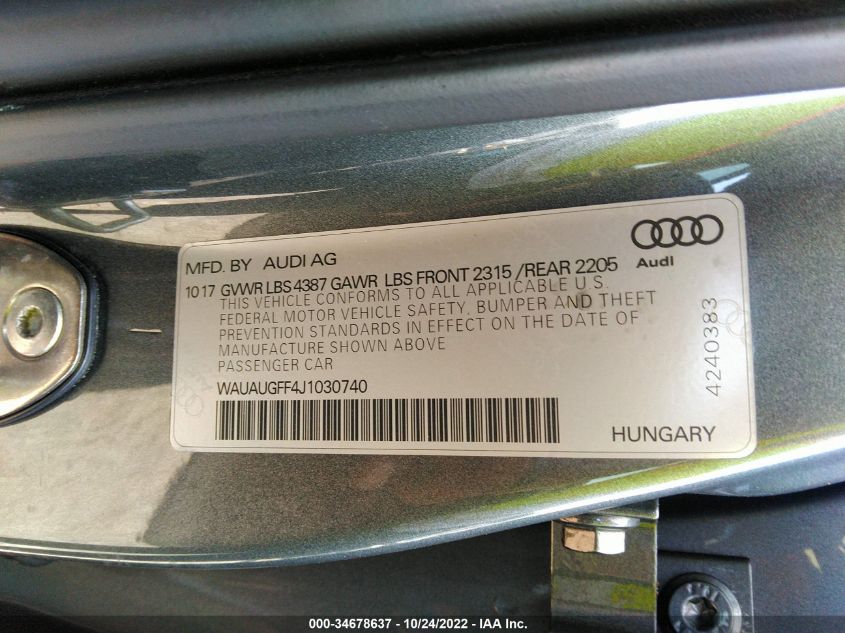 MFD. BY AUDI AG
Audi
10 17 GVWR LBS 4387 GAWR LBS FRONT 2315 /REAR 2205
THIS VEHICLE CONFORMS TO ALL APPLICABLE U.S.
FEDERAL MOTOR VEHICLE SAFETY, BUMPER AND THEFT
PREVENTION STANDARDS IN EFFECT ON THE DATE OF
MANUFACTURE SHOWN ABOVE
PASSENGER CAR
WAUAUGFF4J1030740
4240383
HUNGARY
000-34678637 - 10/24/2022 - IAA Inc.